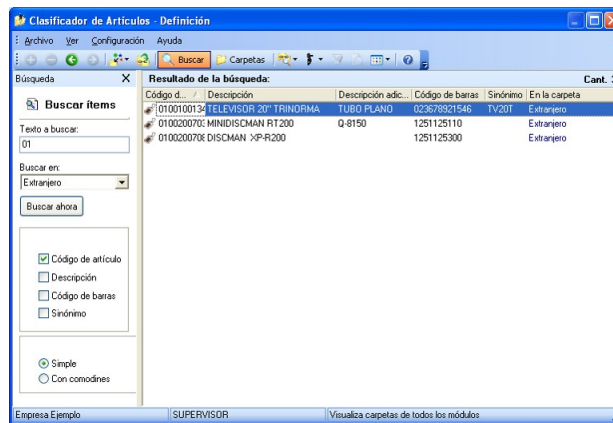 Clasificador de Articulos - Definición
Archivo Ver Configuración Ayuda
Buscar Carpetas
Búsqueda X
Resultado de la búsqueda: Cant.
Buscar ítems
Texto a buscar:
01
Buscar en:
Extranjero
Buscar ahora
Código de artículo
Descripción
Código de barras
Sinónimo
Simple
Con comodines
Código d... Descripción Descripción adic... Código de barras Sinónimo En la carpeta
TELEVISOR 20" TRINORMA TUBO PLANO 023678921546 TV20T Extranjero
MINIDISCMAN RT200 Q-8150 1251125110 Extranjero
DISCMAN XP-R200 1251125300 Extranjero
Empresa Ejemplo SUPERVISOR Visualiza carpetas de todos los módulos